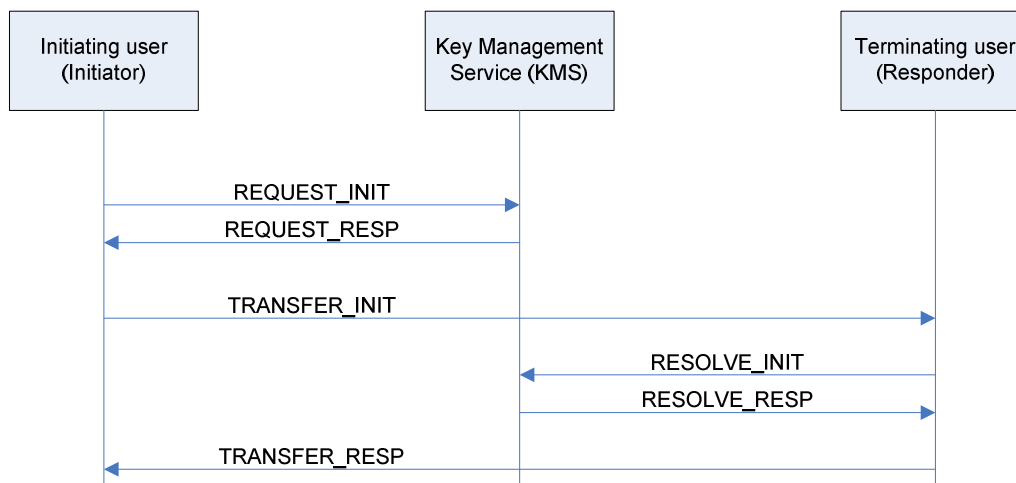 Initiating user
(Initiator)
Key Management
Service (KMS)
Terminating user
(Responder)
REQUEST_INIT
REQUEST_RESP
TRANSFER_INIT
RESOLVE_INIT
RESOLVE_RESP
TRANSFER_RESP